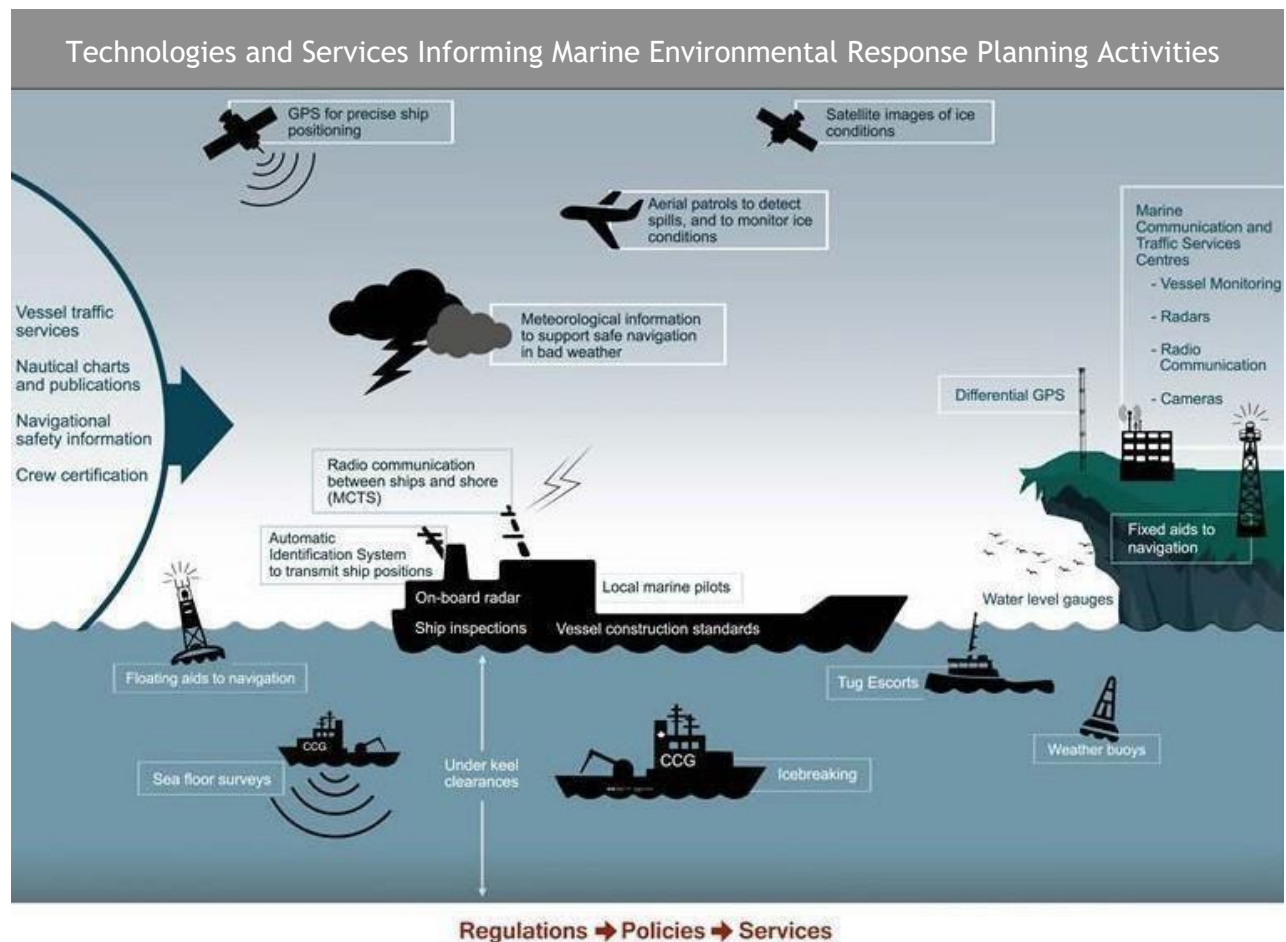 Technologies and Services Informing Marine Environmental Response Planning Activities
GPS for precise ship
positioning
Satellite images of ice
conditions
Aerial patrols to detect
spills, and to monitor ice
conditions
Marine
Communication and
Traffic Services
Centres
- Vessel Monitoring
- Radars
- Radio
Communication
- Cameras
Vessel traffic
services
Nautical charts
and publications
Navigational
safety information
Crew certification
Meteorological information
to support safe navigation
in bad weather
Differential GPS
Radio communication
between ships and shore
(MCTS)
Automatic
Identification System
to transmit ship positions
Fixed aids to
navigation
On-board radar
Local marine pilots
Water level gauges
Ship inspections
Vessel construction standards
Floating aids to navigation
Tug Escorts
CCG
Sea floor surveys
Under keel
clearances
CCG
Icebreaking
Weather buoys
Regulations ➔ Policies ➔ Services